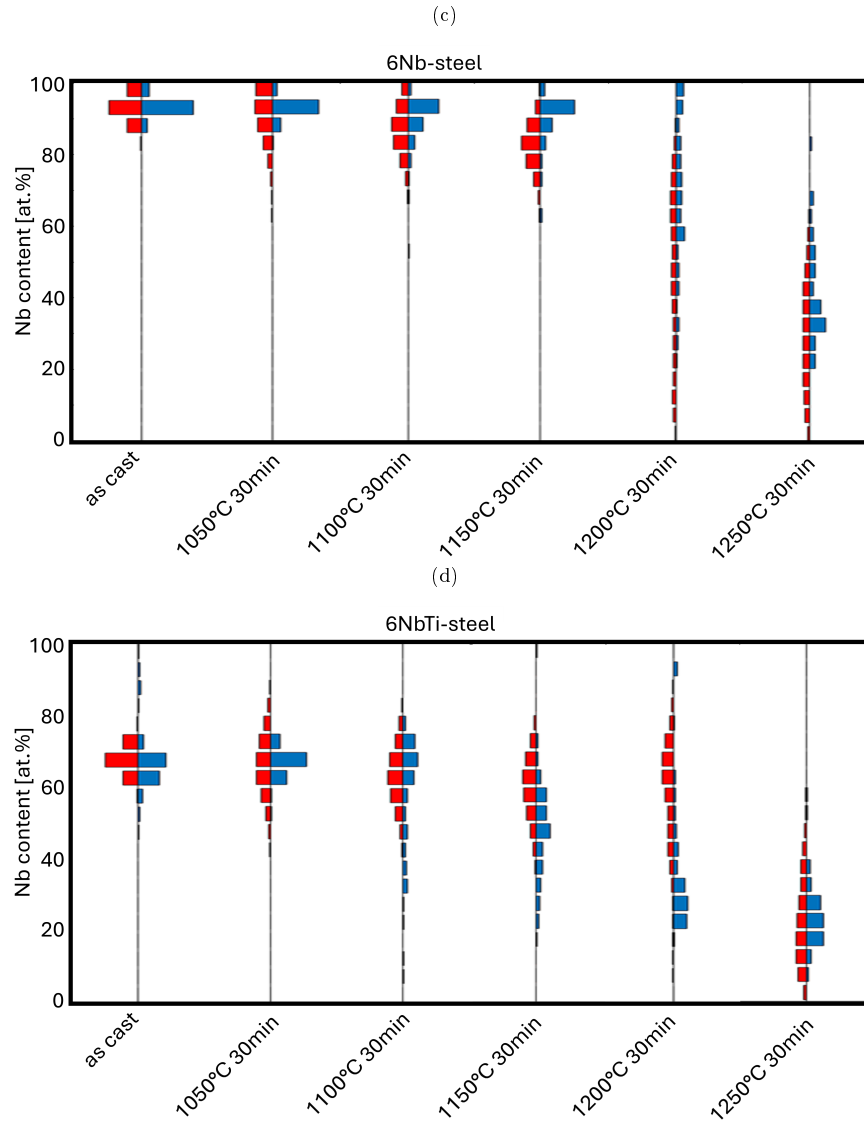 (c)
6Nb-steel
100
80
60
40
20
0
Nb content [at.%]
as cast
1050°C 30min
1100°C 30min
1150°C 30min
1200°C 30min
1250°C 30min
(d)
6NbTi-steel
100
80
60
40
20
0
Nb content [at.%]
as cast
1050°C 30min
1100°C 30min
1150°C 30min
1200°C 30min
1250°C 30min